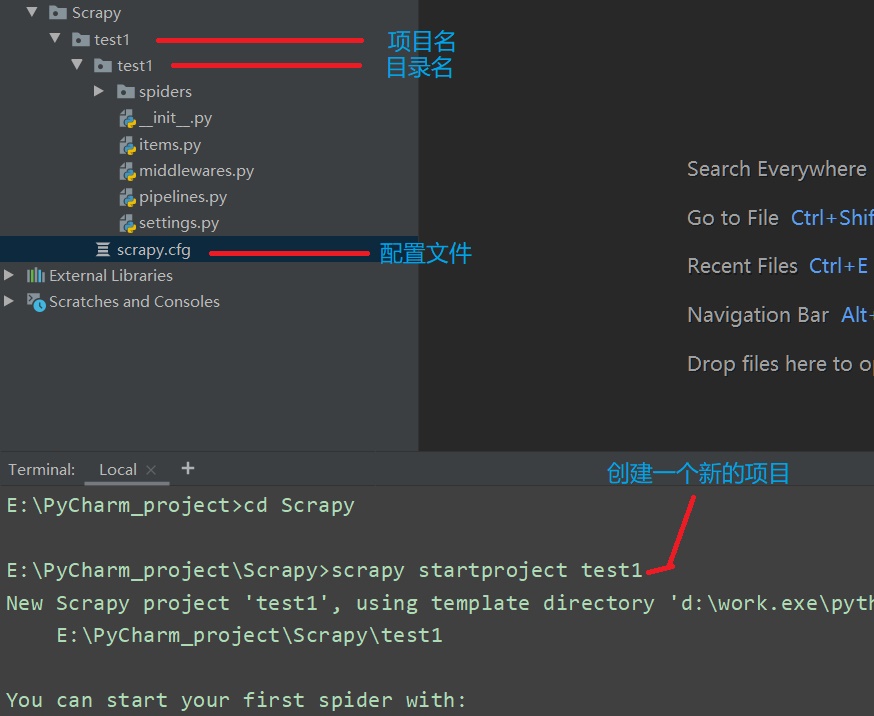 Scrapy
test1 项目名
test1 目录名
spiders
__init__.py
items.py
middlewares.py
pipelines.py
settings.py
scrapy.cfg 配置文件
External Libraries
Scratches and Consoles
Search Everywhere
Go to File Ctrl+Shif
Recent Files Ctrl+E
Navigation Bar Alt+
Drop files here to op
Terminal: Local × +
创建一个新的项目
E:\PyCharm_project>cd Scrapy
E:\PyCharm_project\Scrapy>scrapy startproject test1
New Scrapy project 'test1', using template directory 'd:\work.exe\pyth
E:\PyCharm_project\Scrapy\test1
You can start your first spider with: